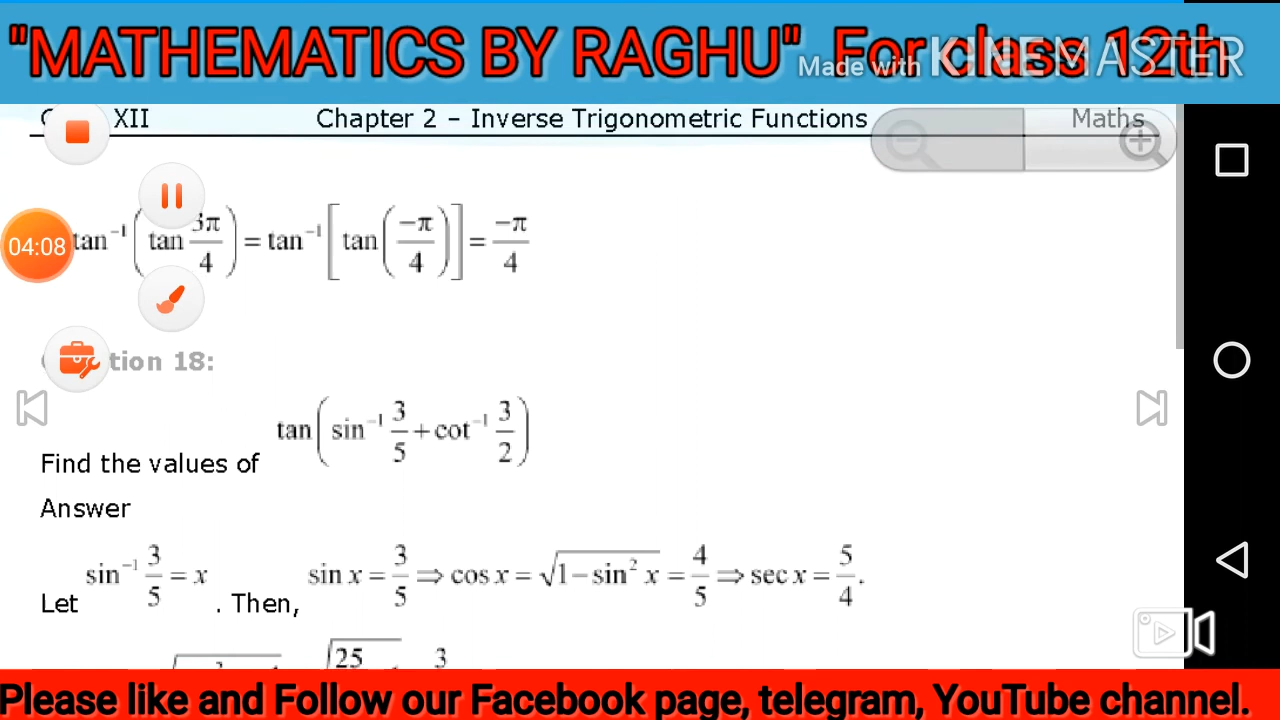 "MATHEMATICS BY RAGHU" For class 12th
Made with KINEMASTER
XII Chapter 2 – Inverse Trigonometric Functions Maths
04:08
tan⁻¹(tan 3π/4) = tan⁻¹[tan(−π/4)] = −π/4
tion 18:
Find the values of tan(sin⁻¹ 3/5 + cot⁻¹ 3/2)
Answer
Let sin⁻¹ 3/5 = x. Then, sin x = 3/5 ⇒ cos x = √(1 − sin² x) = 4/5 ⇒ sec x = 5/4.
25 3
Please like and Follow our Facebook page, telegram, YouTube channel.